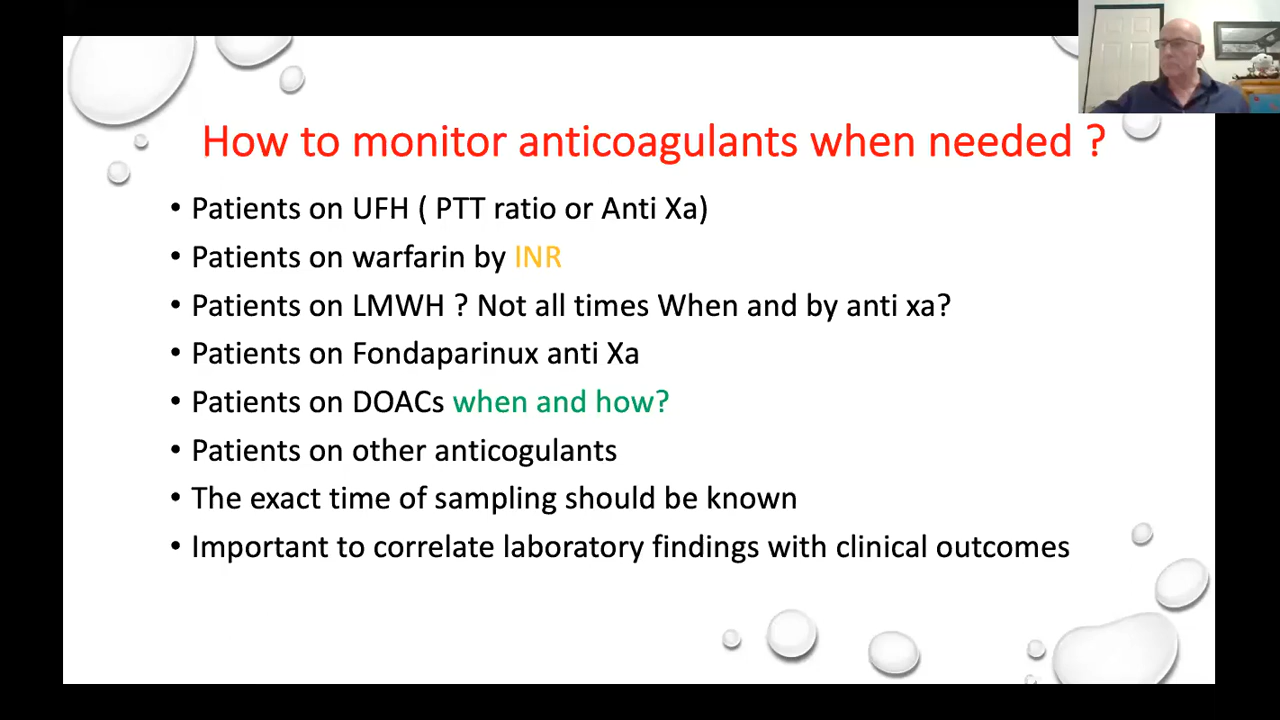 How to monitor anticoagulants when needed ?
• Patients on UFH ( PTT ratio or Anti Xa)
• Patients on warfarin by INR
• Patients on LMWH ? Not all times When and by anti xa?
• Patients on Fondaparinux anti Xa
• Patients on DOACs when and how?
• Patients on other anticogulants
• The exact time of sampling should be known
• Important to correlate laboratory findings with clinical outcomes